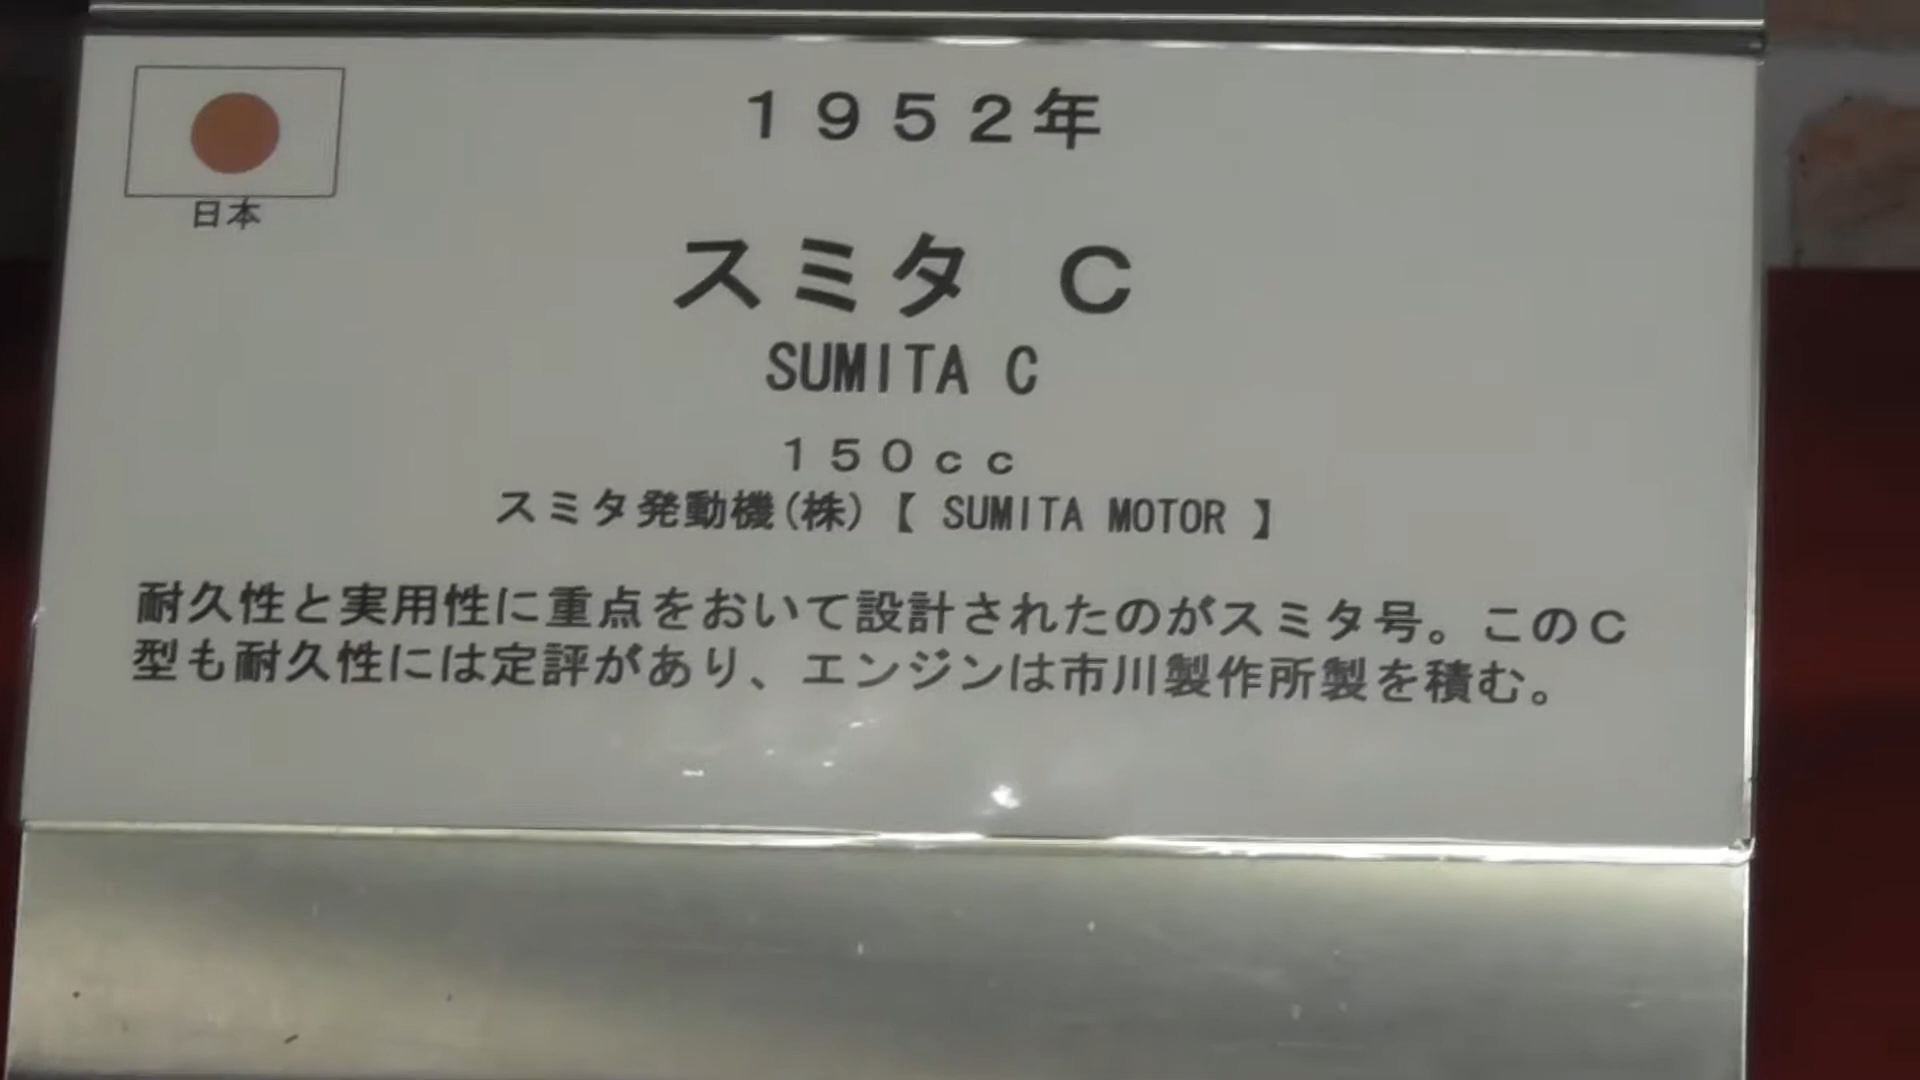 １９５２年
日本
スミタ Ｃ
SUMITA C
１５０ｃｃ
スミタ発動機(株)【 SUMITA MOTOR 】
耐久性と実用性に重点をおいて設計されたのがスミタ号。このＣ
型も耐久性には定評があり、エンジンは市川製作所製を積む。